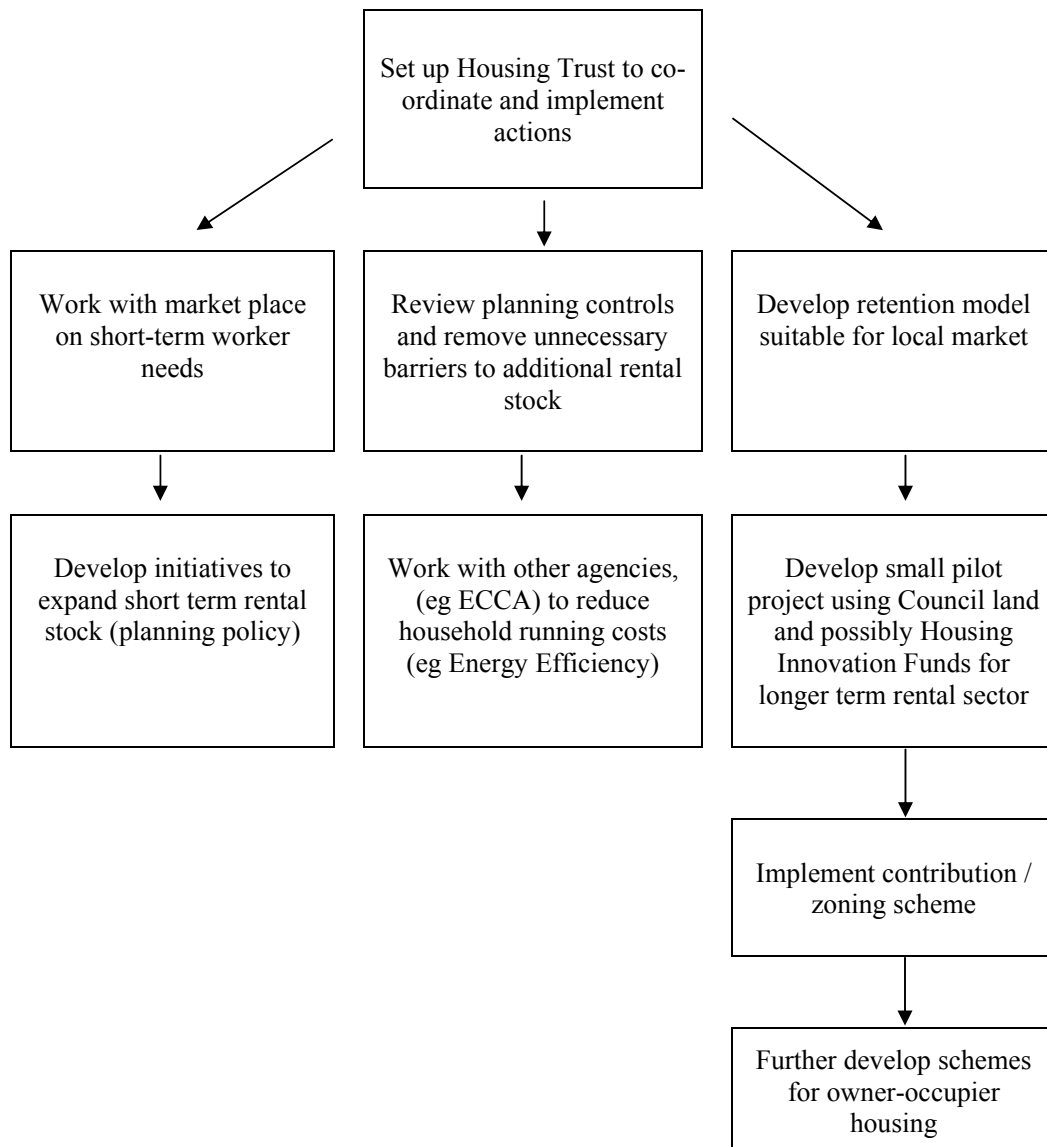 Set up Housing Trust to co-
ordinate and implement
actions
Work with market place
on short-term worker
needs
Review planning controls
and remove unnecessary
barriers to additional rental
stock
Develop retention model
suitable for local market
Develop initiatives to
expand short term rental
stock (planning policy)
Work with other agencies,
(eg ECCA) to reduce
household running costs
(eg Energy Efficiency)
Develop small pilot
project using Council land
and possibly Housing
Innovation Funds for
longer term rental sector
Implement contribution /
zoning scheme
Further develop schemes
for owner-occupier
housing